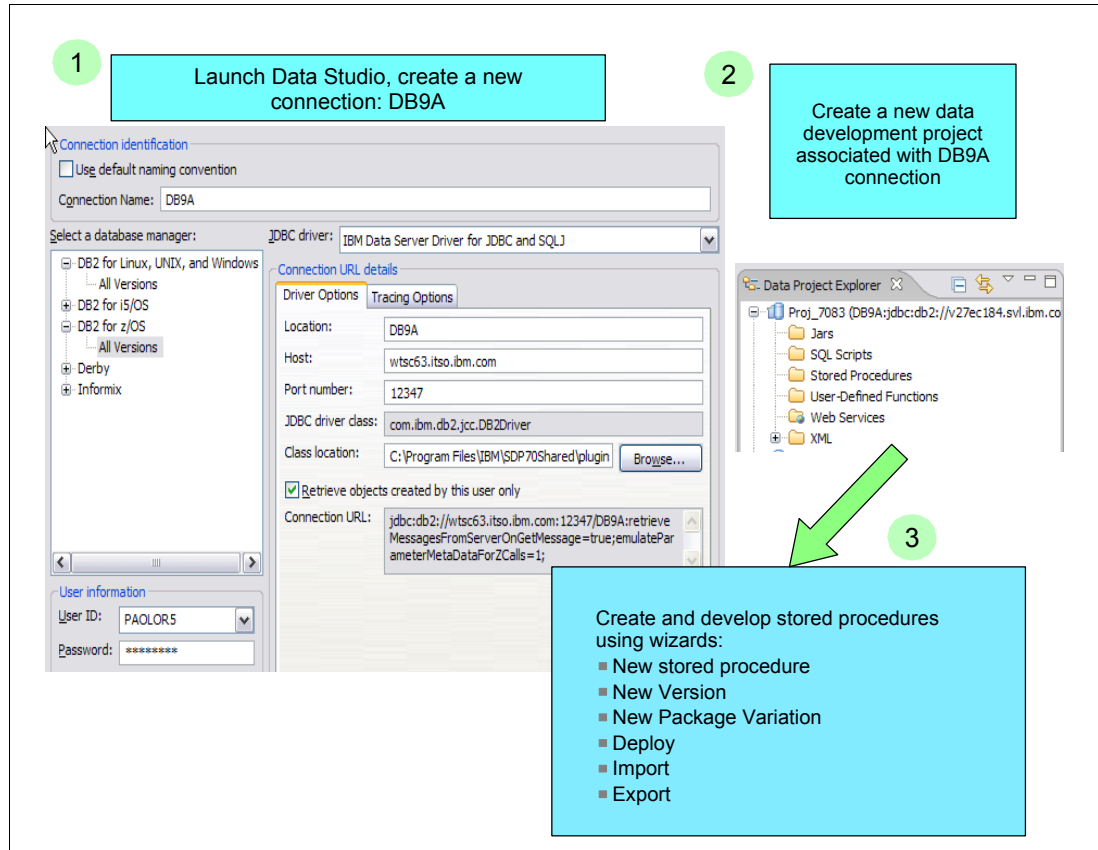 1
Launch Data Studio, create a new
connection: DB9A
2
Create a new data
development project
associated with DB9A
connection
Connection identification
Use default naming convention
Connection Name: DB9A
Select a database manager:
DB2 for Linux, UNIX, and Windows
All Versions
DB2 for i5/OS
DB2 for z/OS
All Versions
Derby
Informix
JDBC driver: IBM Data Server Driver for JDBC and SQLJ
Connection URL details
Driver Options Tracing Options
Location: DB9A
Host: wtsc63.itso.ibm.com
Port number: 12347
JDBC driver class: com.ibm.db2.jcc.DB2Driver
Class location: C:\Program Files\IBM\SDP70Shared\plugin Browse...
Retrieve objects created by this user only
Connection URL: jdbc:db2://wtsc63.itso.ibm.com:12347/DB9A:retrieve
MessagesFromServerOnGetMessage=true;emulatePar
ameterMetaDataForZCalls=1;
User information
User ID: PAOLOR5
Password: ********
Data Project Explorer
Proj_7083 (DB9A:jdbc:db2://v27ec184.svl.ibm.co
Jars
SQL Scripts
Stored Procedures
User-Defined Functions
Web Services
XML
3
Create and develop stored procedures
using wizards:
New stored procedure
New Version
New Package Variation
Deploy
Import
Export